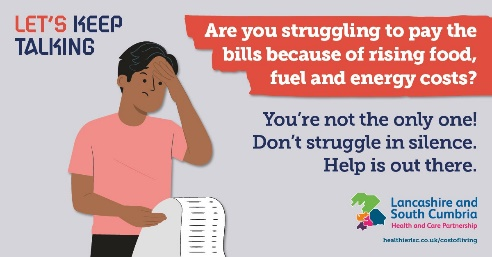 LET'S KEEP
TALKING
Are you struggling to pay the
bills because of rising food,
fuel and energy costs?
You're not the only one!
Don't struggle in silence.
Help is out there.
Lancashire and
South Cumbria
Health and Care Partnership
healthierlsc.co.uk/costofliving